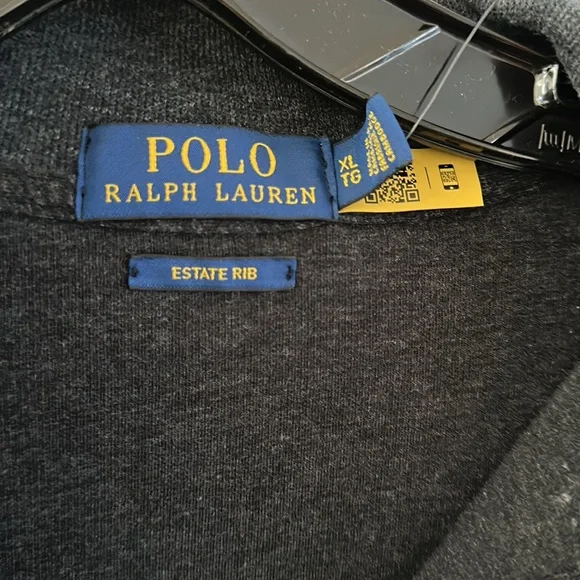 POLO
RALPH LAUREN
XL
TG
ESTATE RIB